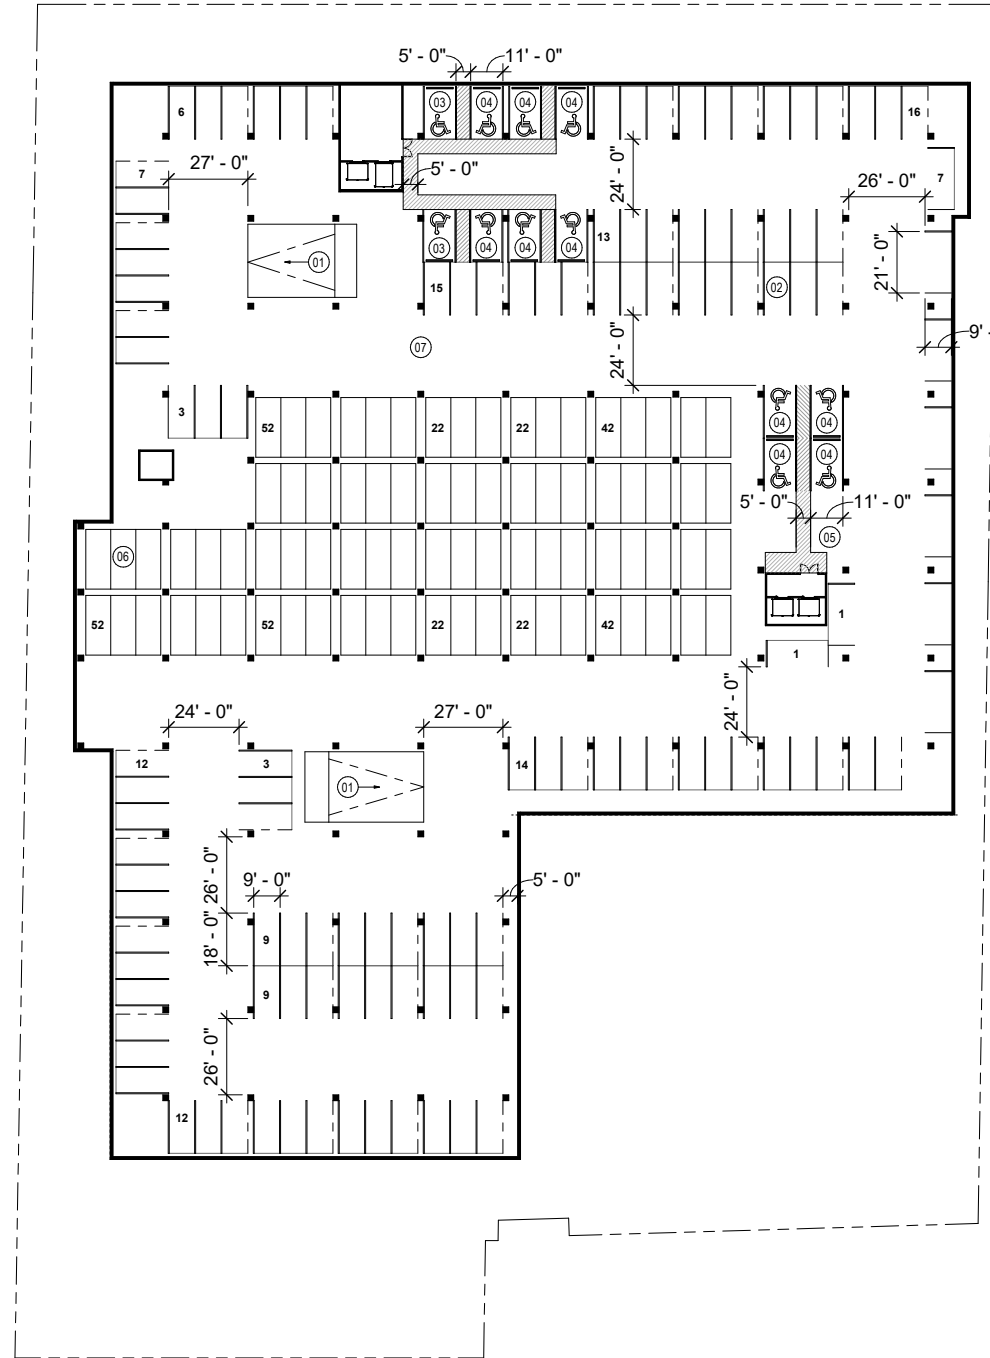 5' - 0" 11' - 0"
6 03 04 04 04 16
7 27' - 0" 5' - 0" 24' - 0" 26' - 0" 7
01 03 04 04 04 13 21' - 0"
15 02
07 24' - 0" 9' -
3 52 22 22 42 04 04
04 04
5' - 0" 11' - 0"
06 05
52 52 22 22 42 1
1
24' - 0" 27' - 0" 24' - 0"
12 3 14
01
26' - 0" 9' - 0" 5' - 0"
18' - 0" 9
9
26' - 0"
12